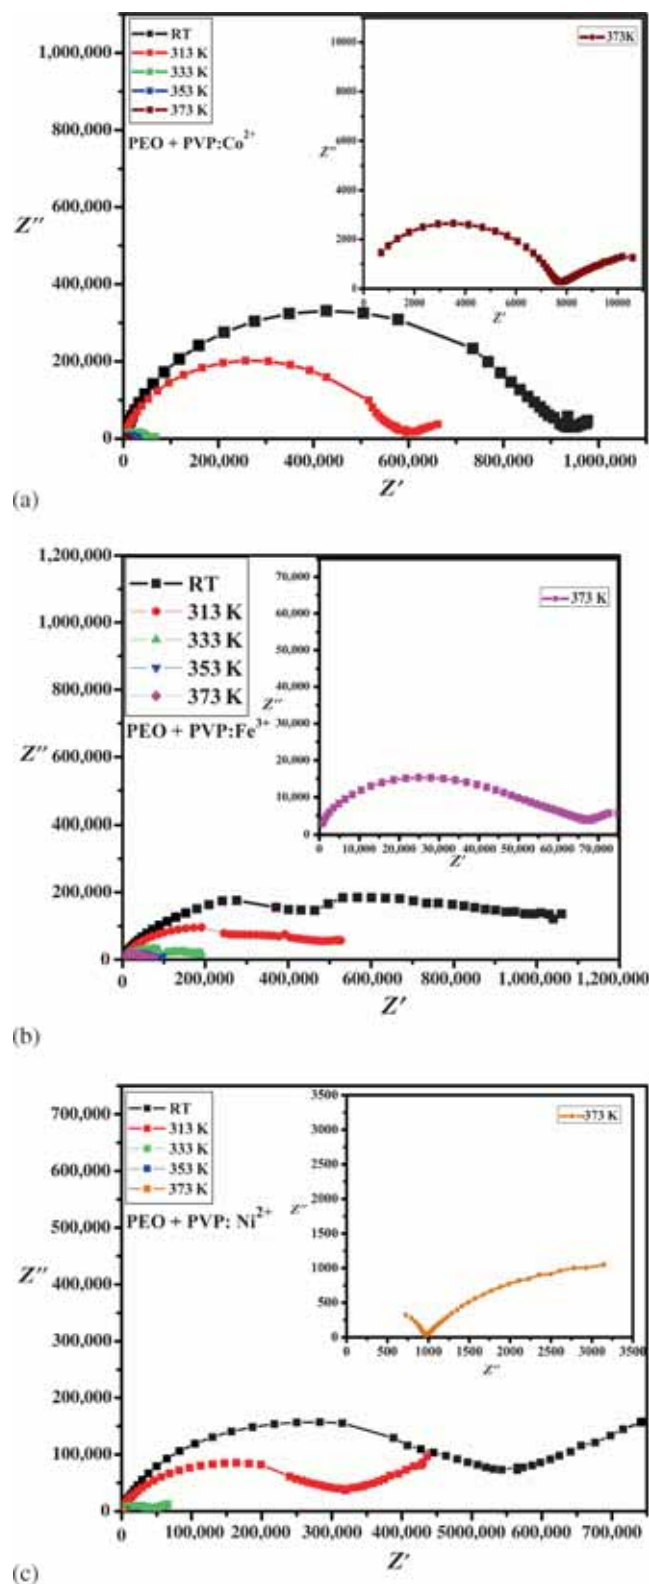 RT
313 K
333 K
353 K
373 K
PEO + PVP:Co²⁺
1,000,000
800,000
600,000
400,000
200,000
0
Z″
0 200,000 400,000 600,000 800,000 1,000,000
Z′
373K
10000
8000
6000
4000
2000
0
Z″
0 2000 4000 6000 8000 10000
Z′
(a)
RT
313 K
333 K
353 K
373 K
PEO + PVP:Fe³⁺
1,200,000
1,000,000
800,000
600,000
400,000
200,000
0
Z″
0 200,000 400,000 600,000 800,000 1,000,000 1,200,000
Z′
373 K
70,000
60,000
50,000
40,000
30,000
20,000
10,000
0
Z″
0 10,000 20,000 30,000 40,000 50,000 60,000 70,000
Z′
(b)
RT
313 K
333 K
353 K
373 K
PEO + PVP: Ni²⁺
700,000
600,000
500,000
400,000
300,000
200,000
100,000
0
Z″
0 100,000 200,000 300,000 400,000 500,000 600,000 700,000
Z′
373 K
3500
3000
2500
2000
1500
1000
500
0
Z″
0 500 1000 1500 2000 2500 3000 3500
Z″
(c)